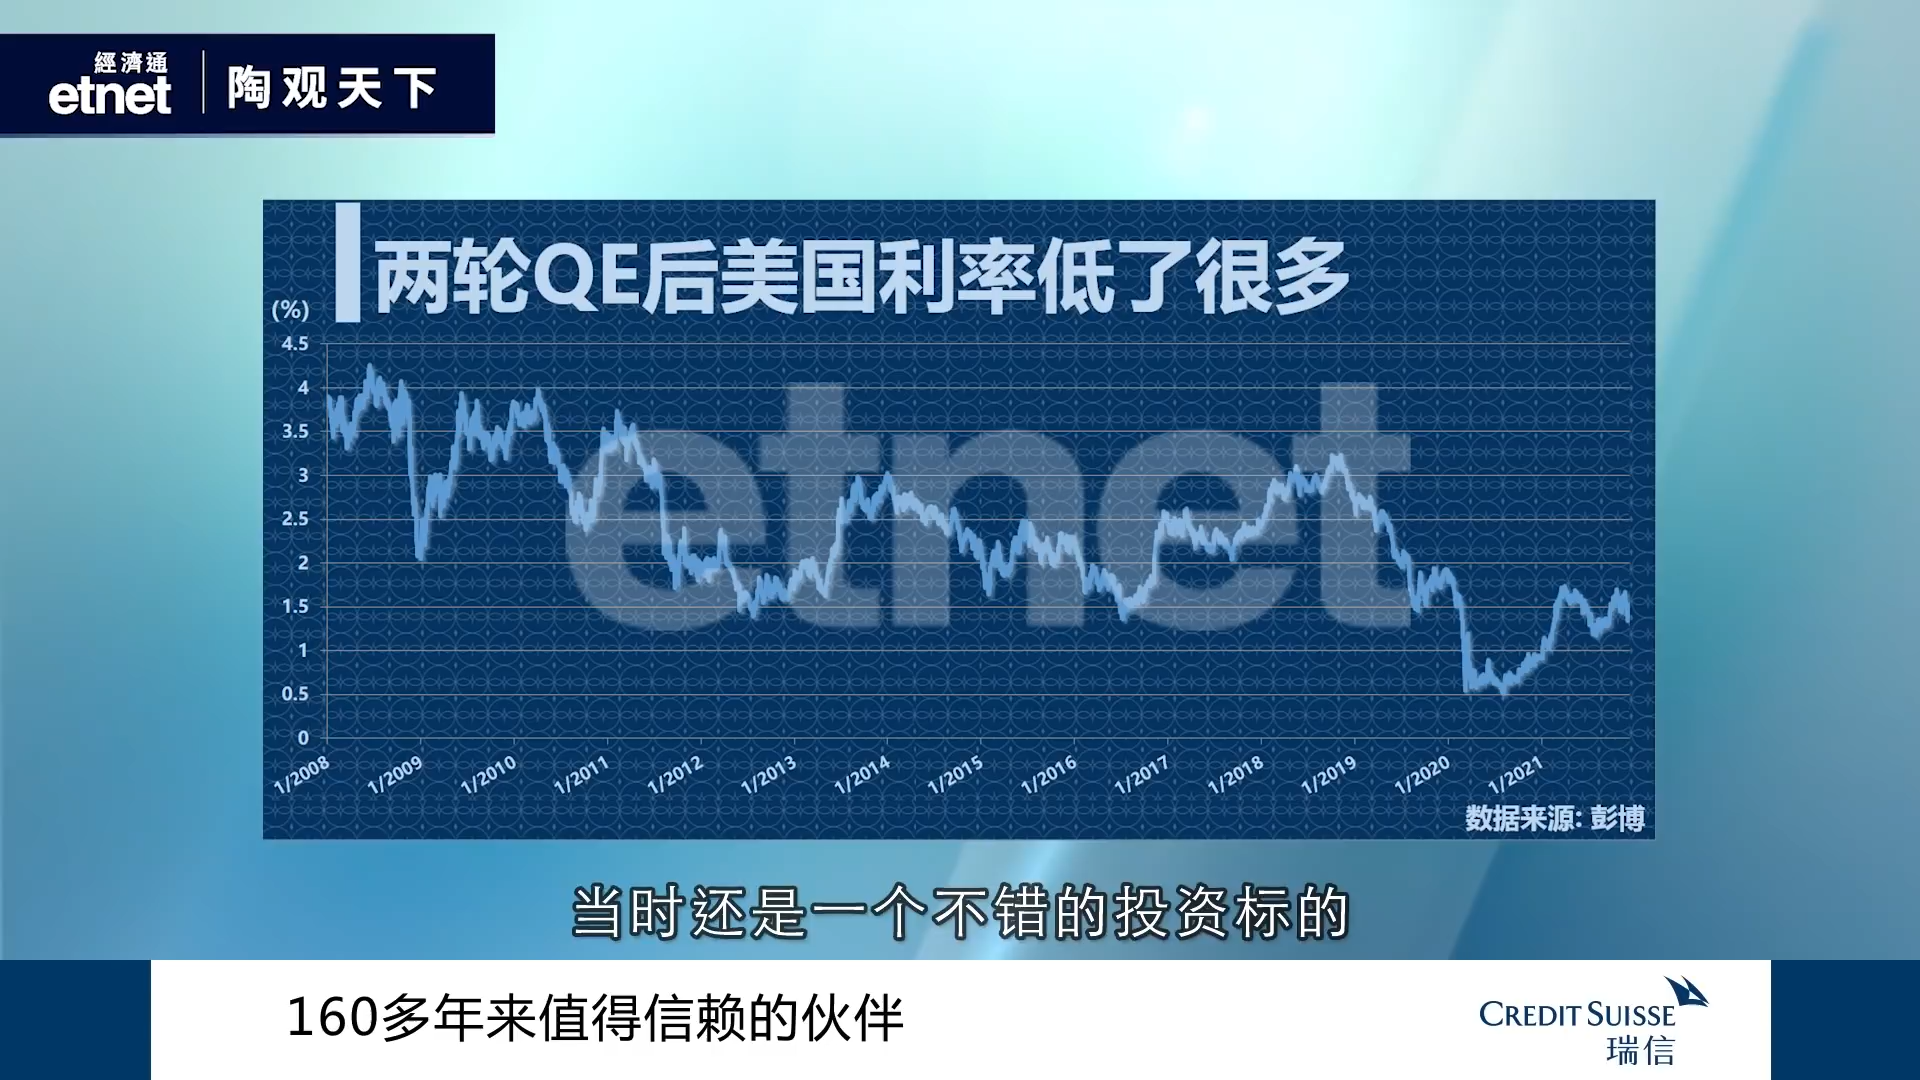 經濟通
etnet
陶观天下
两轮QE后美国利率低了很多
(%)
4.5
4
3.5
3
2.5
2
1.5
1
0.5
0
etnet
1/2008
1/2009
1/2010
1/2011
1/2012
1/2013
1/2014
1/2015
1/2016
1/2017
1/2018
1/2019
1/2020
1/2021
数据来源: 彭博
当时还是一个不错的投资标的
160多年来值得信赖的伙伴
CREDIT SUISSE
瑞信